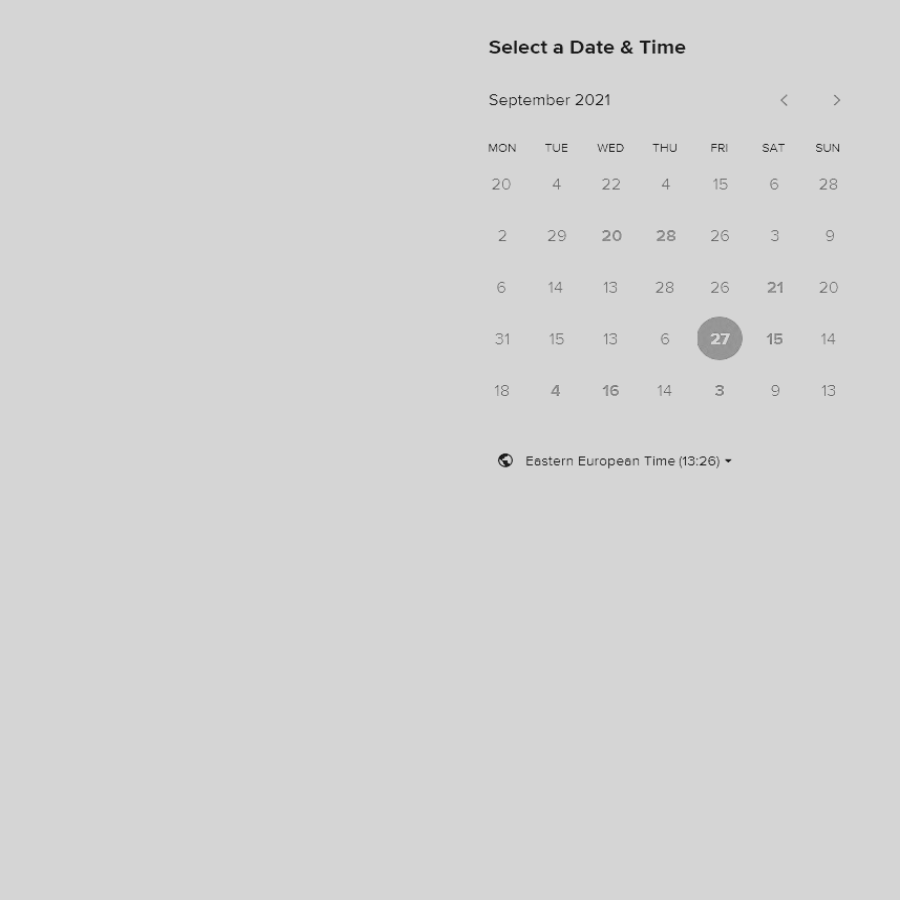 Select a Date & Time
September 2021
MON TUE WED THU FRI SAT SUN
20 4 22 4 15 6 28
2 29 20 28 26 3 9
6 14 13 28 26 21 20
31 15 13 6 27 15 14
18 4 16 14 3 9 13
Eastern European Time (13:26)